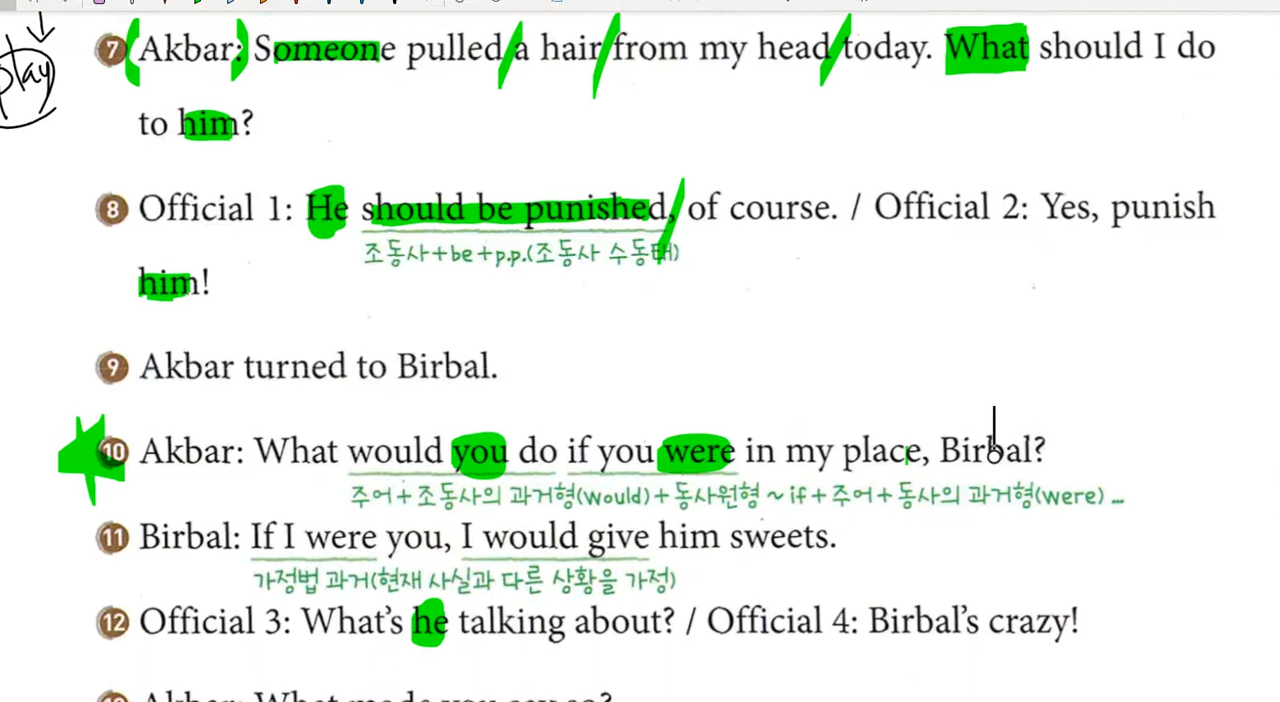 play
7 Akbar: Someone pulled a hair from my head today. What should I do
to him?
8 Official 1: He should be punished, of course. / Official 2: Yes, punish
조동사+be+p.p.(조동사 수동태)
him!
9 Akbar turned to Birbal.
10 Akbar: What would you do if you were in my place, Birbal?
주어+조동사의 과거형(would)+동사원형 ~ if+주어+동사의 과거형(were) ...
11 Birbal: If I were you, I would give him sweets.
가정법 과거(현재 사실과 다른 상황을 가정)
12 Official 3: What's he talking about? / Official 4: Birbal's crazy!
Akbar: What made you say so?